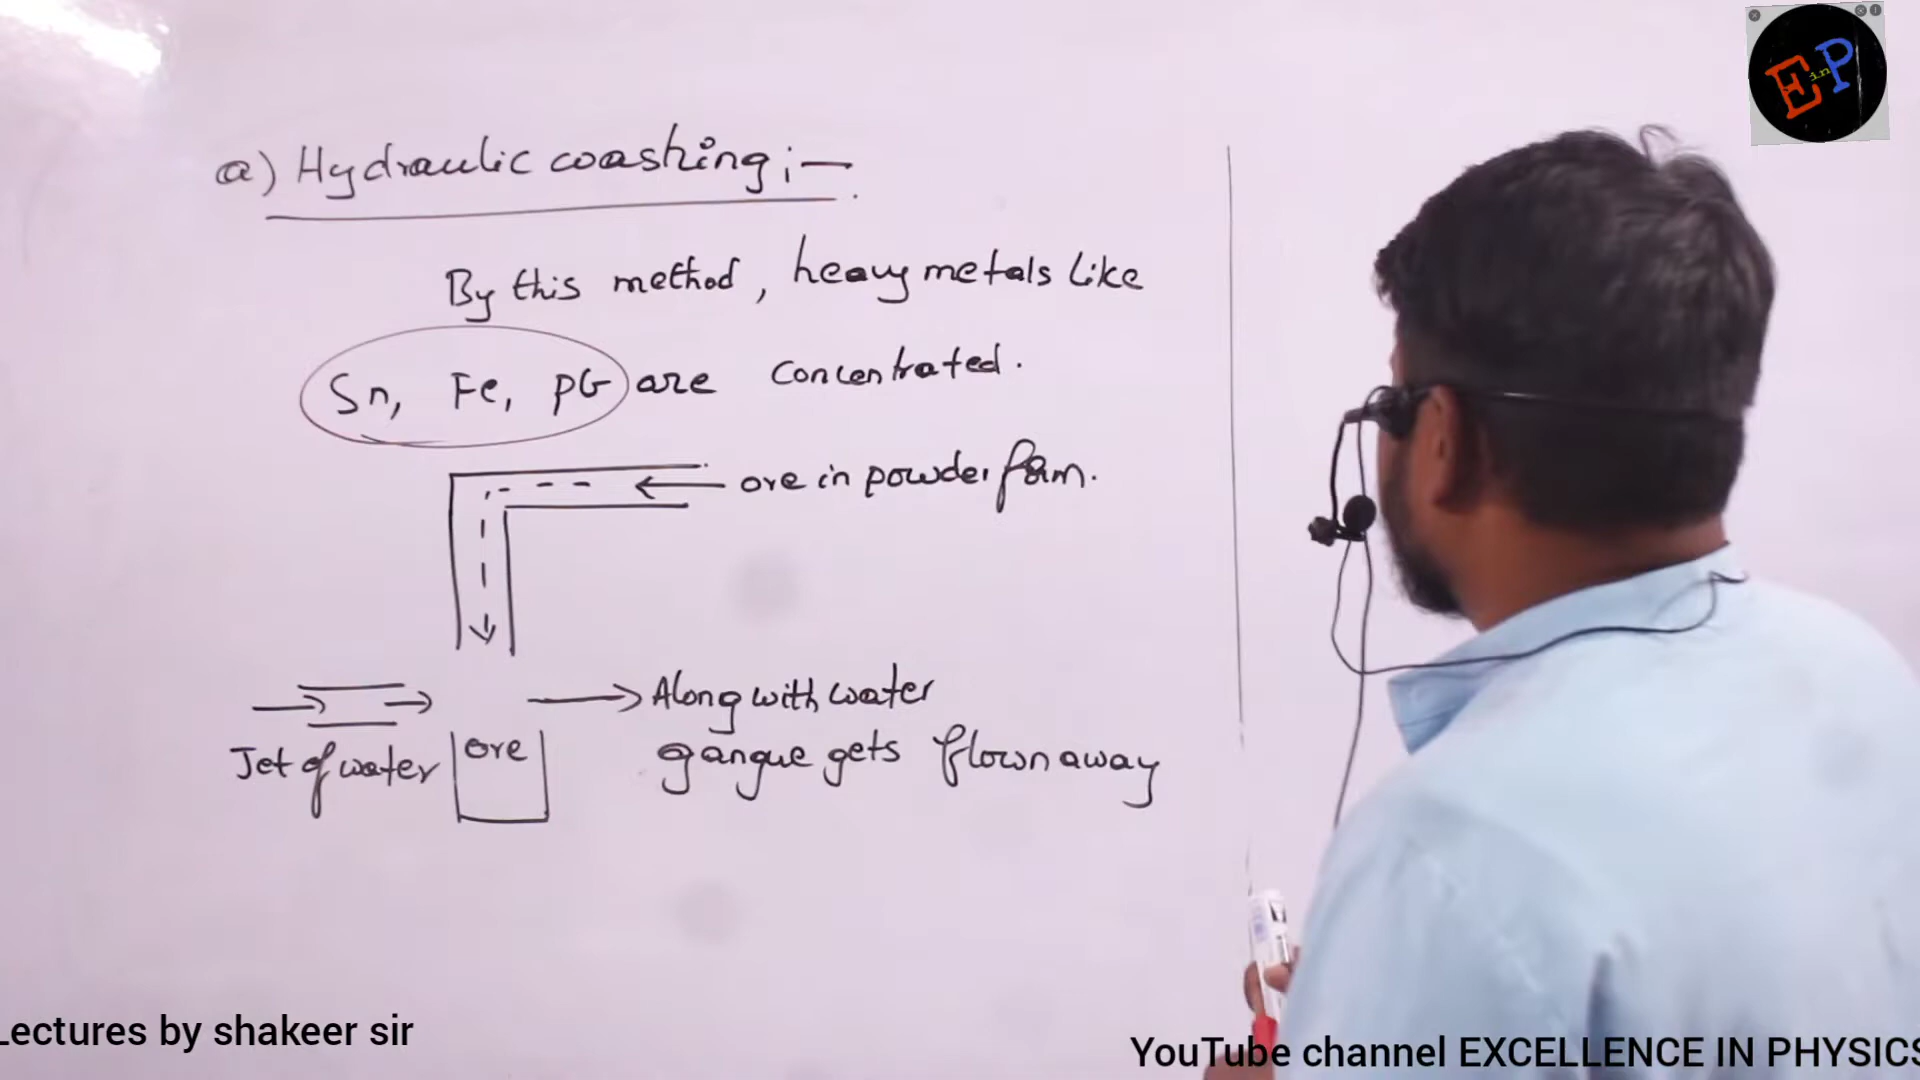 E in P
a) Hydraulic washing ;-
By this method, heavy metals like
Sn, Fe, Pb are concentrated.
ore in powder form.
Along with water
Jet of water
ore
gangue gets flown away
Lectures by shakeer sir
YouTube channel EXCELLENCE IN PHYSICS